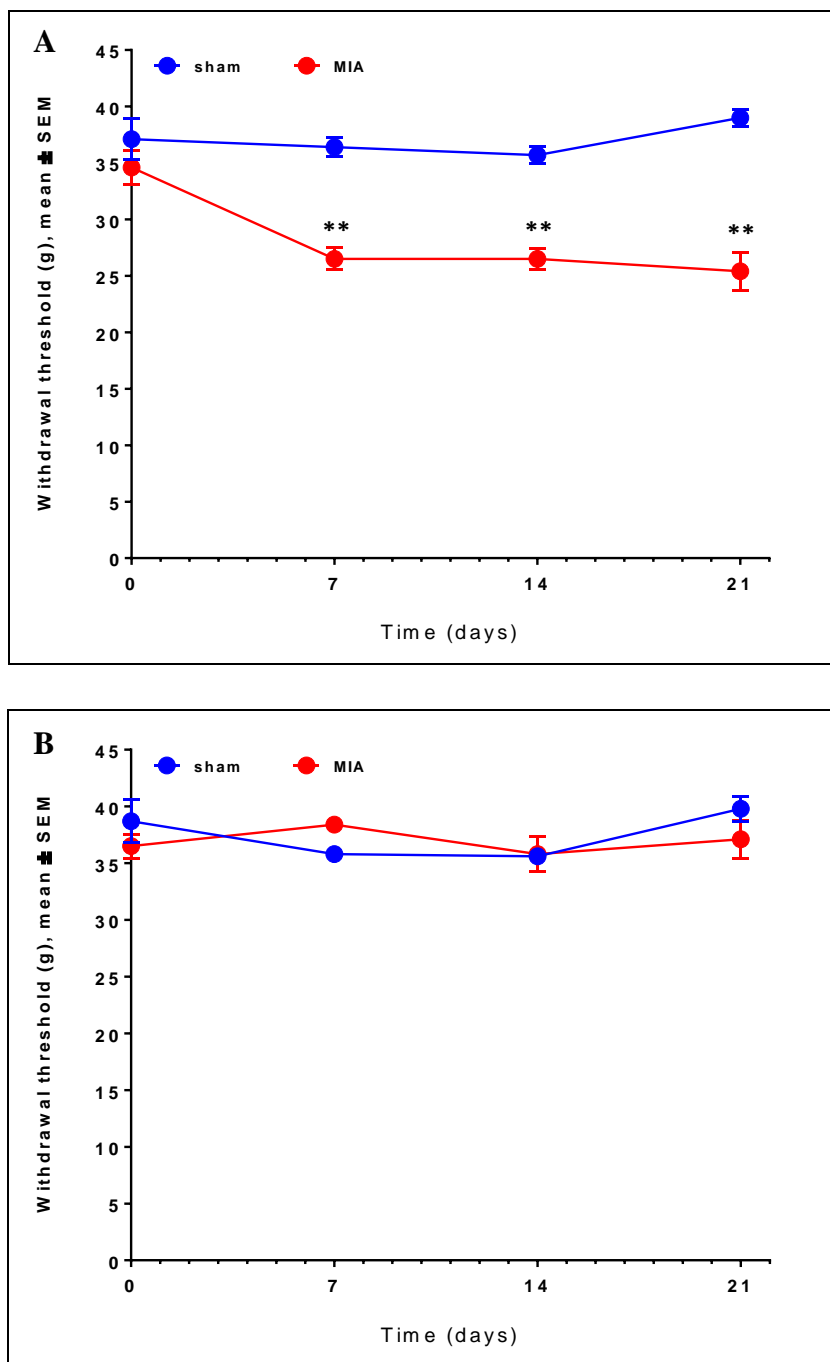 A
45
sham MIA
40
35
30
** ** **
25
20
15
10
5
0
0 7 14 21
Time (days)
Withdrawal threshold (g), mean ± SEM
B
45
sham MIA
40
35
30
25
20
15
10
5
0
0 7 14 21
Time (days)
Withdrawal threshold (g), mean ± SEM